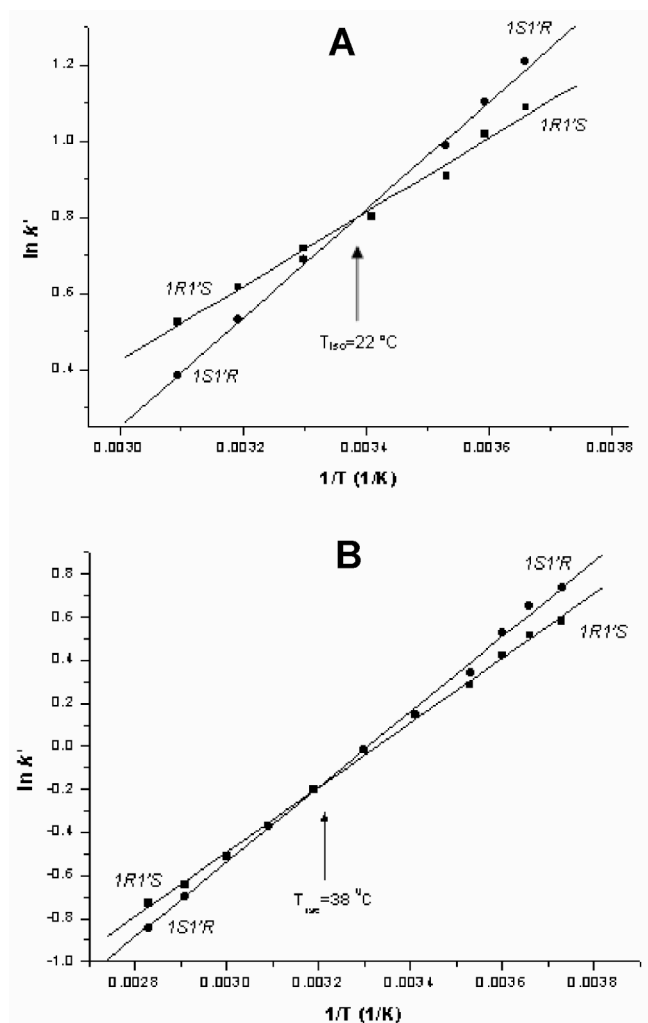 A
1S1'R
1.2
1R1'S
1.0
ln k'
0.8
1R1'S
0.6
T_iso=22 °C
1S1'R
0.4
0.0030 0.0032 0.0034 0.0036 0.0038
1/T (1/K)
B
0.8
1S1'R
0.6
1R1'S
0.4
0.2
ln k'
0.0
-0.2
-0.4
1R1'S
-0.6
T_iso=38 °C
-0.8
1S1'R
-1.0
0.0028 0.0030 0.0032 0.0034 0.0036 0.0038
1/T (1/K)